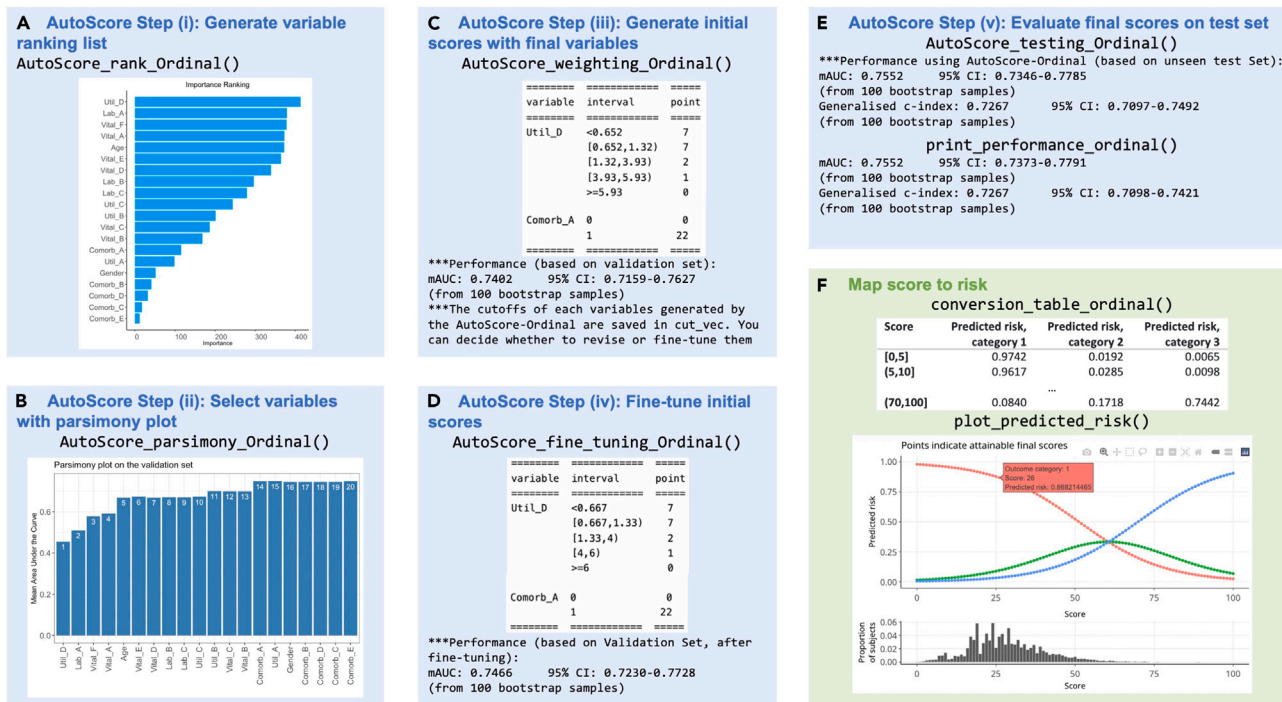 A AutoScore Step (i): Generate variable
ranking list
AutoScore_rank_Ordinal()
Importance Ranking
Util_D
Lab_A
Vital_F
Vital_A
Age
Vital_E
Vital_D
Lab_B
Lab_C
Util_C
Util_B
Vital_C
Vital_B
Comorb_A
Util_A
Gender
Comorb_B
Comorb_D
Comorb_C
Comorb_E
0 100 200 300 400
Importance
B AutoScore Step (ii): Select variables
with parsimony plot
AutoScore_parsimony_Ordinal()
Parsimony plot on the validation set
Mean Area Under the Curve
0.6
0.4
0.2
0.0
1 2 3 4 5 6 7 8 9 10 11 12 13 14 15 16 17 18 19 20
Util_D Lab_A Vital_F Vital_A Age Vital_E Vital_D Lab_B Lab_C Util_C Util_B Vital_C Vital_B Comorb_A Util_A Gender Comorb_B Comorb_D Comorb_C Comorb_E
C AutoScore Step (iii): Generate initial
scores with final variables
AutoScore_weighting_Ordinal()
======== ============ =====
variable interval point
======== ============ =====
Util_D <0.652 7
[0.652,1.32) 7
[1.32,3.93) 2
[3.93,5.93) 1
>=5.93 0
Comorb_A 0 0
1 22
======== ============ =====
***Performance (based on validation set):
mAUC: 0.7402 95% CI: 0.7159-0.7627
(from 100 bootstrap samples)
***The cutoffs of each variables generated by
the AutoScore-Ordinal are saved in cut_vec. You
can decide whether to revise or fine-tune them
D AutoScore Step (iv): Fine-tune initial
scores
AutoScore_fine_tuning_Ordinal()
======== ============ =====
variable interval point
======== ============ =====
Util_D <0.667 7
[0.667,1.33) 7
[1.33,4) 2
[4,6) 1
>=6 0
Comorb_A 0 0
1 22
======== ============ =====
***Performance (based on Validation Set, after
fine-tuning):
mAUC: 0.7466 95% CI: 0.7230-0.7728
(from 100 bootstrap samples)
E AutoScore Step (v): Evaluate final scores on test set
AutoScore_testing_Ordinal()
***Performance using AutoScore-Ordinal (based on unseen test Set):
mAUC: 0.7552 95% CI: 0.7346-0.7785
(from 100 bootstrap samples)
Generalised c-index: 0.7267 95% CI: 0.7097-0.7492
(from 100 bootstrap samples)
print_performance_ordinal()
mAUC: 0.7552 95% CI: 0.7373-0.7791
(from 100 bootstrap samples)
Generalised c-index: 0.7267 95% CI: 0.7098-0.7421
(from 100 bootstrap samples)
F Map score to risk
conversion_table_ordinal()
Score Predicted risk, Predicted risk, Predicted risk,
category 1 category 2 category 3
[0,5] 0.9742 0.0192 0.0065
(5,10] 0.9617 0.0285 0.0098
...
(70,100] 0.0840 0.1718 0.7442
plot_predicted_risk()
Points indicate attainable final scores
Outcome category: 1
Score: 26
Predicted risk: 0.868214465
Predicted risk
1.00
0.75
0.50
0.25
0.00
0 25 50 75 100
Score
Proportion
of subjects
0.06
0.04
0.02
0.00
0 25 50 75 100
Score